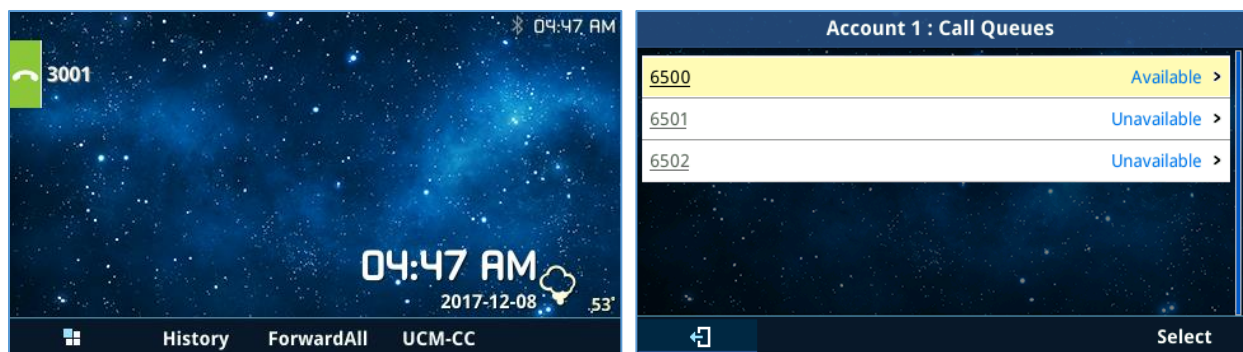 04:47 AM
3001
04:47 AM
2017-12-08
53°
History ForwardAll UCM-CC
Account 1 : Call Queues
6500 Available >
6501 Unavailable >
6502 Unavailable >
Select